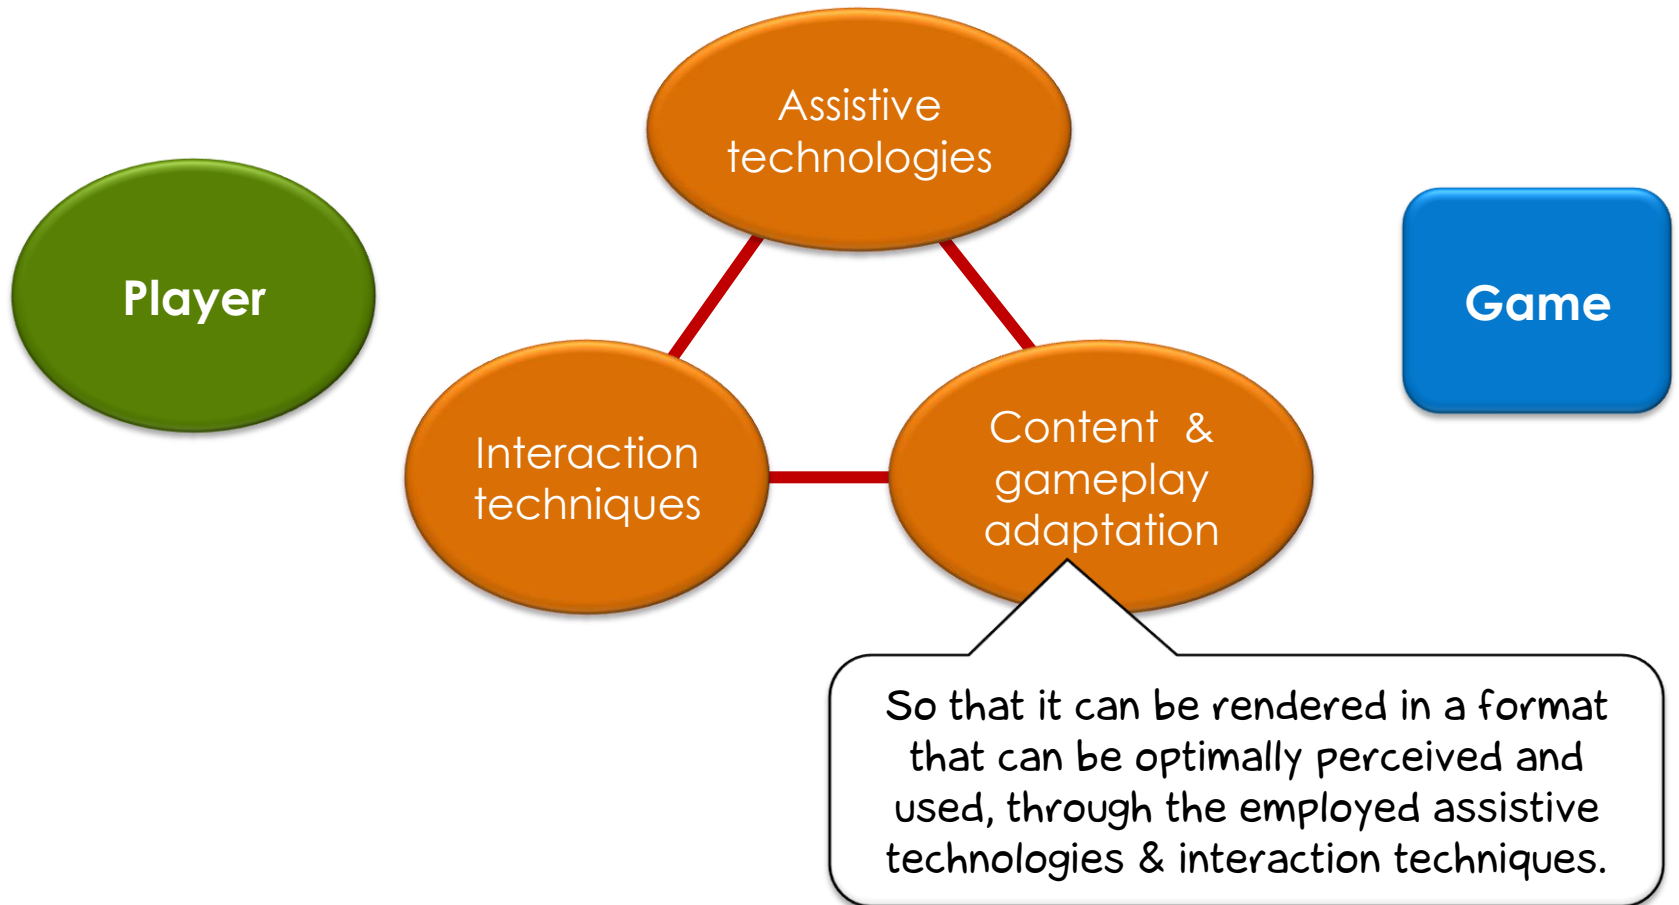 Assistive
technologies
Player
Game
Interaction
techniques
Content &
gameplay
adaptation
So that it can be rendered in a format
that can be optimally perceived and
used, through the employed assistive
technologies & interaction techniques.